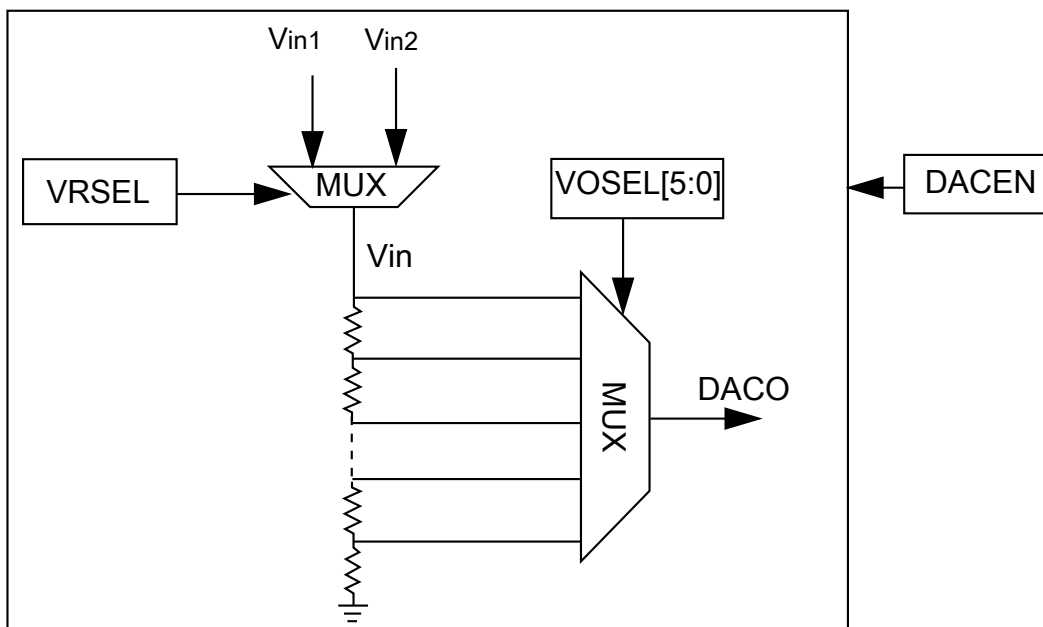 Vin1
Vin2
VRSEL
MUX
VOSEL[5:0]
DACEN
Vin
MUX
DACO